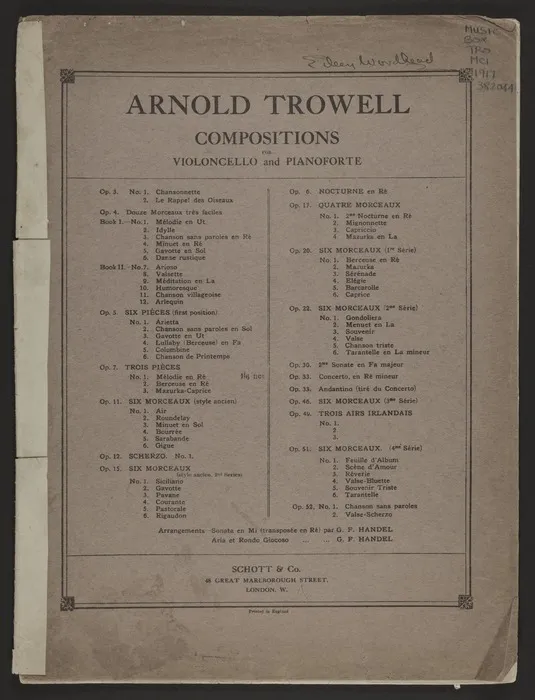 Eileen Woodhead
MUSIC
BOX
TRO
MCI
1917
ARNOLD TROWELL
COMPOSITIONS
FOR
VIOLONCELLO and PIANOFORTE
Op. 3. No. 1. Chansonnette
2. Le Rappel des Oiseaux
Op. 4. Douze Morceaux très faciles
Book I.—No. 1. Mélodie en Ut
2. Idylle
3. Chanson sans paroles en Ré
4. Minuet en Ré
5. Gavotte en Sol
6. Danse rustique
Book II.—No. 7. Arioso
8. Valsette
9. Méditation en La
10. Humoresque
11. Chanson villageoise
12. Arlequin
Op. 5. SIX PIÈCES (first position)
No. 1. Arietta
2. Chanson sans paroles en Sol
3. Gavotte en Ut
4. Lullaby (Berceuse) en Fa
5. Columbine
6. Chanson de Printemps
Op. 7. TROIS PIÈCES
No. 1. Mélodie en Ré
2. Berceuse en Ré
3. Mazurka-Caprice
Op. 11. SIX MORCEAUX (style ancien)
No. 1. Air
2. Roundelay
3. Minuet en Sol
4. Bourrée
5. Sarabande
6. Gigue
Op. 12. SCHERZO. No. 1.
Op. 15. SIX MORCEAUX
(style ancien, 2me Series)
No. 1. Siciliano
2. Gavotte
3. Pavane
4. Courante
5. Pastorale
6. Rigaudon
Op. 8. NOCTURNE en Ré
Op. 17. QUATRE MORCEAUX
No. 1. 2me Nocturne en Ré
2. Mignonnette
3. Capriccio
4. Mazurka en La
Op. 20. SIX MORCEAUX (1re Série)
No. 1. Berceuse en Ré
2. Mazurka
3. Sérénade
4. Elégie
5. Barcarolle
6. Caprice
Op. 22. SIX MORCEAUX (2me Série)
No. 1. Gondoliera
2. Menuet en La
3. Souvenir
4. Valse
5. Chanson triste
6. Tarantelle en La mineur
Op. 30. 2me Sonate en Fa majeur
Op. 33. Concerto, en Ré mineur
Op. 33. Andantino (tiré du Concerto)
Op. 46. SIX MORCEAUX (3me Série)
TROIS AIRS IRLANDAIS
No. 1.
2.
3.
Op. 51. SIX MORCEAUX. (4me Série)
No. 1. Feuille d'Album
2. Scène d'Amour
3. Rêverie
4. Valse-Bluette
5. Souvenir Triste
6. Tarantelle
Op. 52. No. 1. Chanson sans paroles
2. Valse-Scherzo
Arrangements Sonate en Mi (transposée en Ré) par G. F. HANDEL
Aria et Rondo Giocoso ... ... G. F. HANDEL
SCHOTT & Co.
48 GREAT MARLBOROUGH STREET,
LONDON, W.
Printed in England